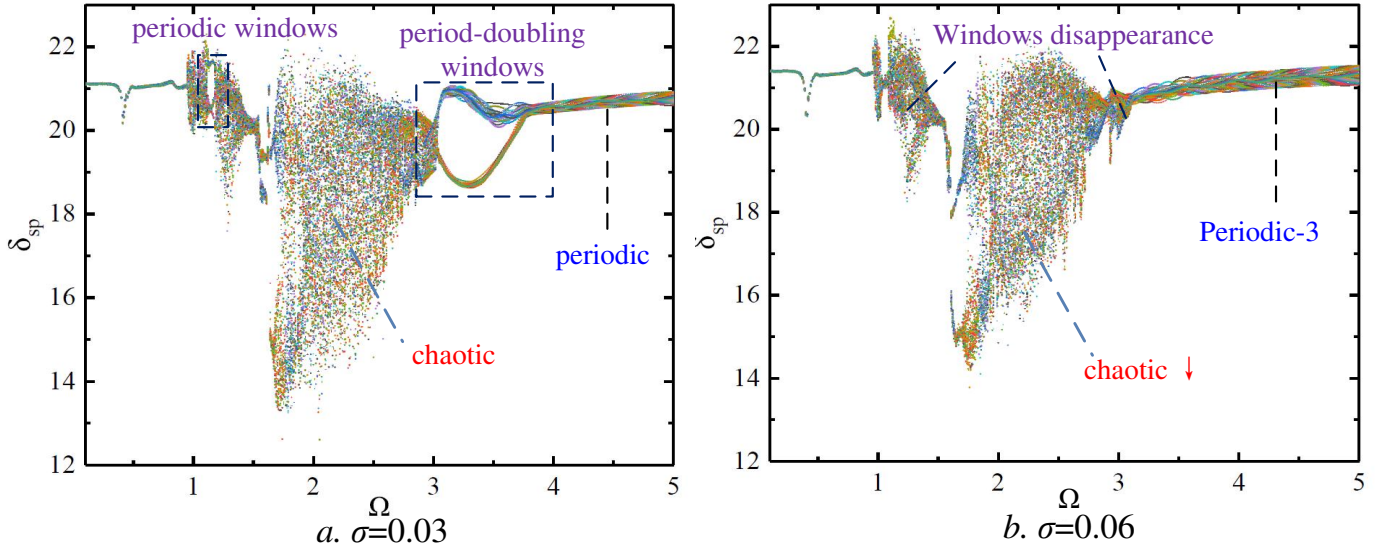 periodic windows
period-doubling
windows
22
20
18
16
14
12
δsp
periodic
chaotic
1
2
3
4
5
Ω
a. σ=0.03
Windows disappearance
22
20
18
16
14
12
δsp
Periodic-3
chaotic ↓
1
2
3
4
5
Ω
b. σ=0.06